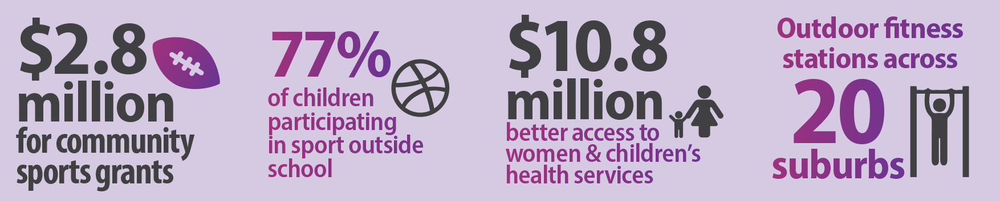 $2.8
million
for community
sports grants
77%
of children
participating
in sport outside
school
$10.8
million
better access to
women & children's
health services
Outdoor fitness
stations across
20
suburbs